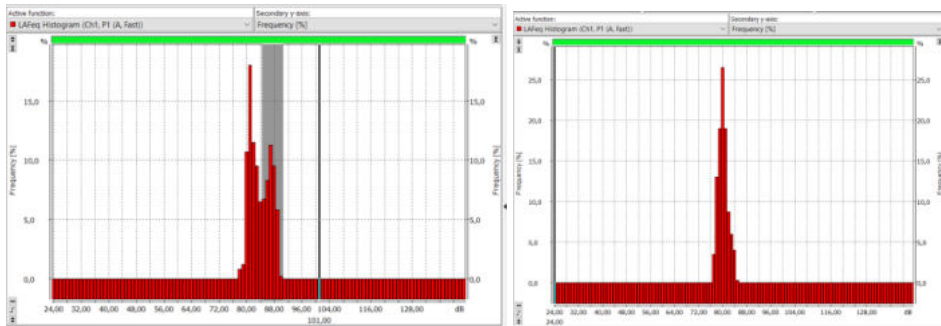 Active function:
Secondary y-axis:
LAFeq Histogram (Ch1, P1 (A, Fast))
Frequency [%]
%
%
15,0
15,0
10,0
10,0
5,0
5,0
0,0
0,0
Frequency [%]
Frequency [%]
24,00 32,00 40,00 48,00 56,00 64,00 72,00 80,00 88,00 96,00 104,00 116,00 128,00 dB
101,00
Active function:
Secondary y-axis:
LAFeq Histogram (Ch1, P1 (A, Fast))
Frequency [%]
%
%
25,0
25,0
20,0
20,0
15,0
15,0
10,0
10,0
5,0
5,0
0,0
0,0
Frequency [%]
Frequency [%]
24,00 32,00 40,00 48,00 56,00 64,00 72,00 80,00 88,00 96,00 104,00 116,00 128,00 dB
24,00